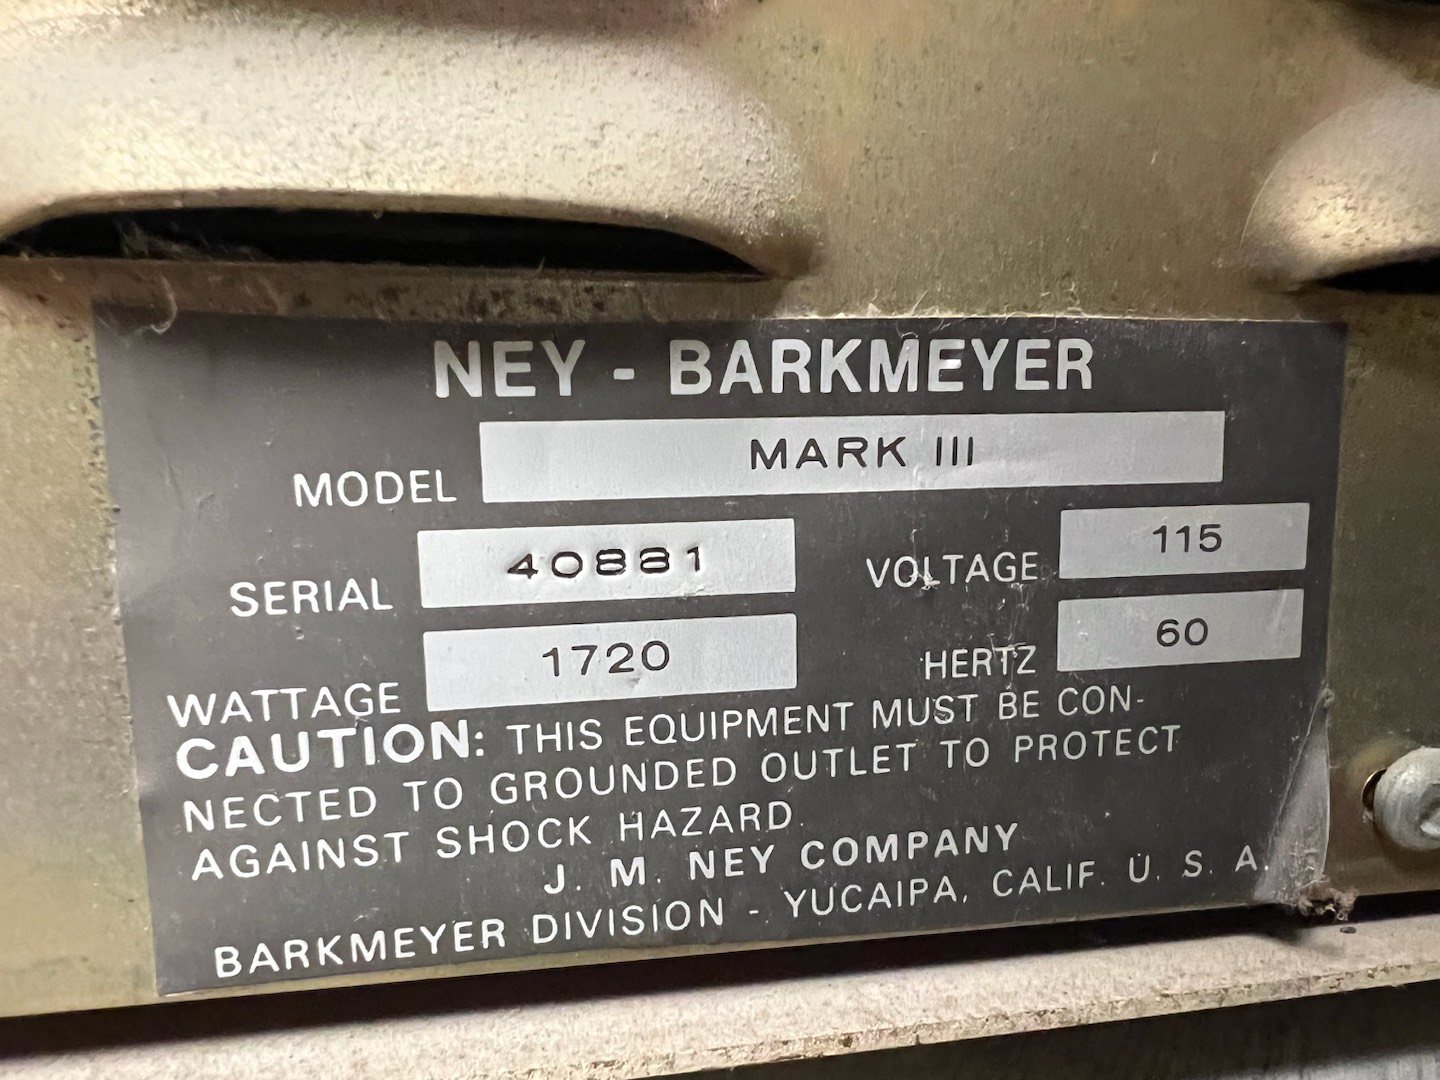 NEY - BARKMEYER
MODEL MARK III
SERIAL 40881 VOLTAGE 115
WATTAGE 1720 HERTZ 60
CAUTION: THIS EQUIPMENT MUST BE CON-
NECTED TO GROUNDED OUTLET TO PROTECT
AGAINST SHOCK HAZARD.
J. M. NEY COMPANY
BARKMEYER DIVISION - YUCAIPA, CALIF. U. S. A.